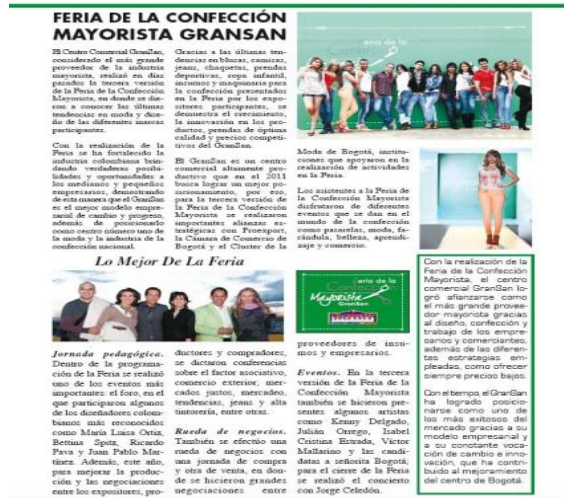 FERIA DE LA CONFECCIÓN
MAYORISTA GRANSAN
El Centro Comercial GranSan,
considerado el más grande
proveedor de la industria
mayorista, realizó en días
pasados la tercera versión
de la Feria de la Confección
Mayorista, en donde se die-
ron a conocer las últimas
tendencias en moda y dise-
ño de las diferentes marcas
participantes.
Con la realización de la
Feria se ha fortalecido la
industria colombiana brin-
dando verdaderas posibi-
lidades y oportunidades a
los medianos y pequeños
empresarios, demostrando
de esta manera que el GranSan
es el mejor modelo empre-
sarial de cambio y progreso,
además de posicionarlo
como centro número uno de
la moda y la industria de la
confección nacional.
Gracias a las últimas ten-
dencias en blusas, camisas,
jeans, chaquetas, prendas
deportivas, ropa infantil,
insumos y maquinaria para
la confección presentados
en la Feria por los expo-
sitores participantes, se
demuestra el crecimiento,
la innovación en los pro-
ductos, prendas de óptima
calidad y precios competi-
tivos del GranSan.
El GranSan es un centro
comercial altamente pro-
ductivo que en el 2011
busca lograr un mejor po-
sicionamiento, por eso,
para la tercera versión de
la Feria de la Confección
Mayorista se realizaron
importantes alianzas es-
tratégicas con Proexport,
la Cámara de Comercio de
Bogotá y el Cluster de la
eria de la
Moda de Bogotá, institu-
ciones que apoyaron en la
realización de actividades
en la Feria.
Los asistentes a la Feria de
la Confección Mayorista
disfrutaron de diferentes
eventos que se dan en el
mundo de la confección
como pasarelas, moda, fa-
rándula, belleza, aprendi-
zaje y comercio.
Lo Mejor De La Feria
Jornada pedagógica.
Dentro de la programa-
ción de la Feria se realizó
uno de los eventos más
importantes: el foro, en el
que participaron algunos
de los diseñadores colom-
bianos más reconocidos
como María Luisa Ortiz,
Bettina Spitz, Ricardo
Pava y Juan Pablo Mar-
tínez. Además, este año,
para mejorar la produc-
ción y las negociaciones
entre los expositores, pro-
ductores y compradores,
se dictaron conferencias
sobre el factor asociativo,
comercio exterior, mer-
cados justos, mercadeo,
tendencias, jeans y alta
tintorería, entre otras.
Rueda de negocios.
También se efectúo una
rueda de negocios con
una jornada de compra
y otra de venta, en don-
de se hicieron grandes
negociaciones entre
eria de la
Confección
Mayorista
GranSan
proveedores de insu-
mos y empresarios.
Eventos. En la tercera
versión de la Feria de la
Confección Mayorista
también se hicieron pre-
sentes algunos artistas
como Kenny Delgado,
Julián Orrego, Isabel
Cristina Estrada, Víctor
Mallarino y las candi-
datas a señorita Bogotá;
para el cierre de la Feria
se realizó el concierto
con Jorge Celedón.
Con la realización de la
Feria de la Confección
Mayorista, el centro
comercial GranSan lo-
gró afianzarse como
el más grande provee-
dor mayorista gracias
al diseño, confección y
trabajo de los empre-
sarios y comerciantes,
además de las diferen-
tes estrategias em-
pleadas, como ofrecer
siempre precios bajos.
Con el tiempo, el GranSan
ha logrado posicio-
narse como uno de
los más exitosos del
mercado gracias a su
modelo empresarial y
a su constante voca-
ción de cambio e inno-
vación, que ha contri-
buido al mejoramiento
del centro de Bogotá.